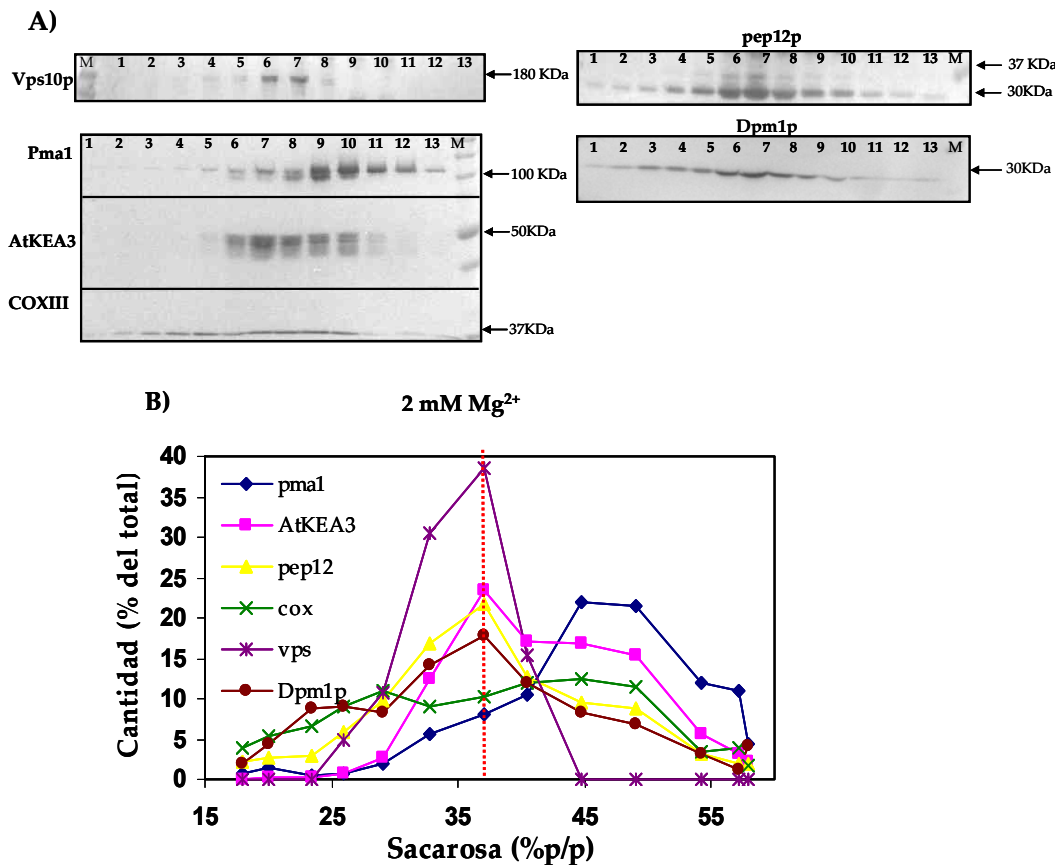 A)
Vps10p
M 1 2 3 4 5 6 7 8 9 10 11 12 13
180 KDa
Pma1
1 2 3 4 5 6 7 8 9 10 11 12 13 M
100 KDa
AtKEA3
50KDa
COXIII
37KDa
pep12p
1 2 3 4 5 6 7 8 9 10 11 12 13 M
37 KDa
30KDa
Dpm1p
1 2 3 4 5 6 7 8 9 10 11 12 13 M
30KDa
B)
2 mM Mg²⁺
Cantidad (% del total)
40
35
30
25
20
15
10
5
0
pma1
AtKEA3
pep12
cox
vps
Dpm1p
15 25 35 45 55
Sacarosa (%p/p)